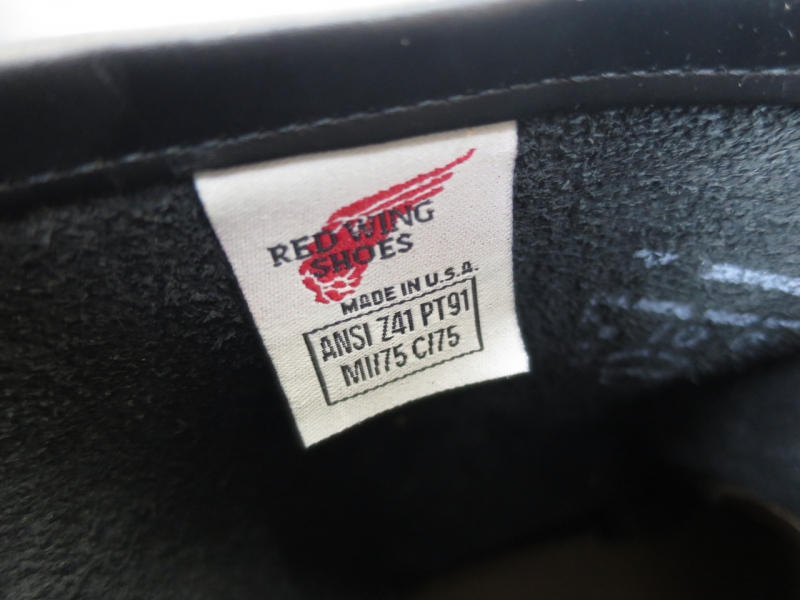 RED WING
SHOES
MADE IN U.S.A.
ANSI Z41 PT91
MI/75 C/75